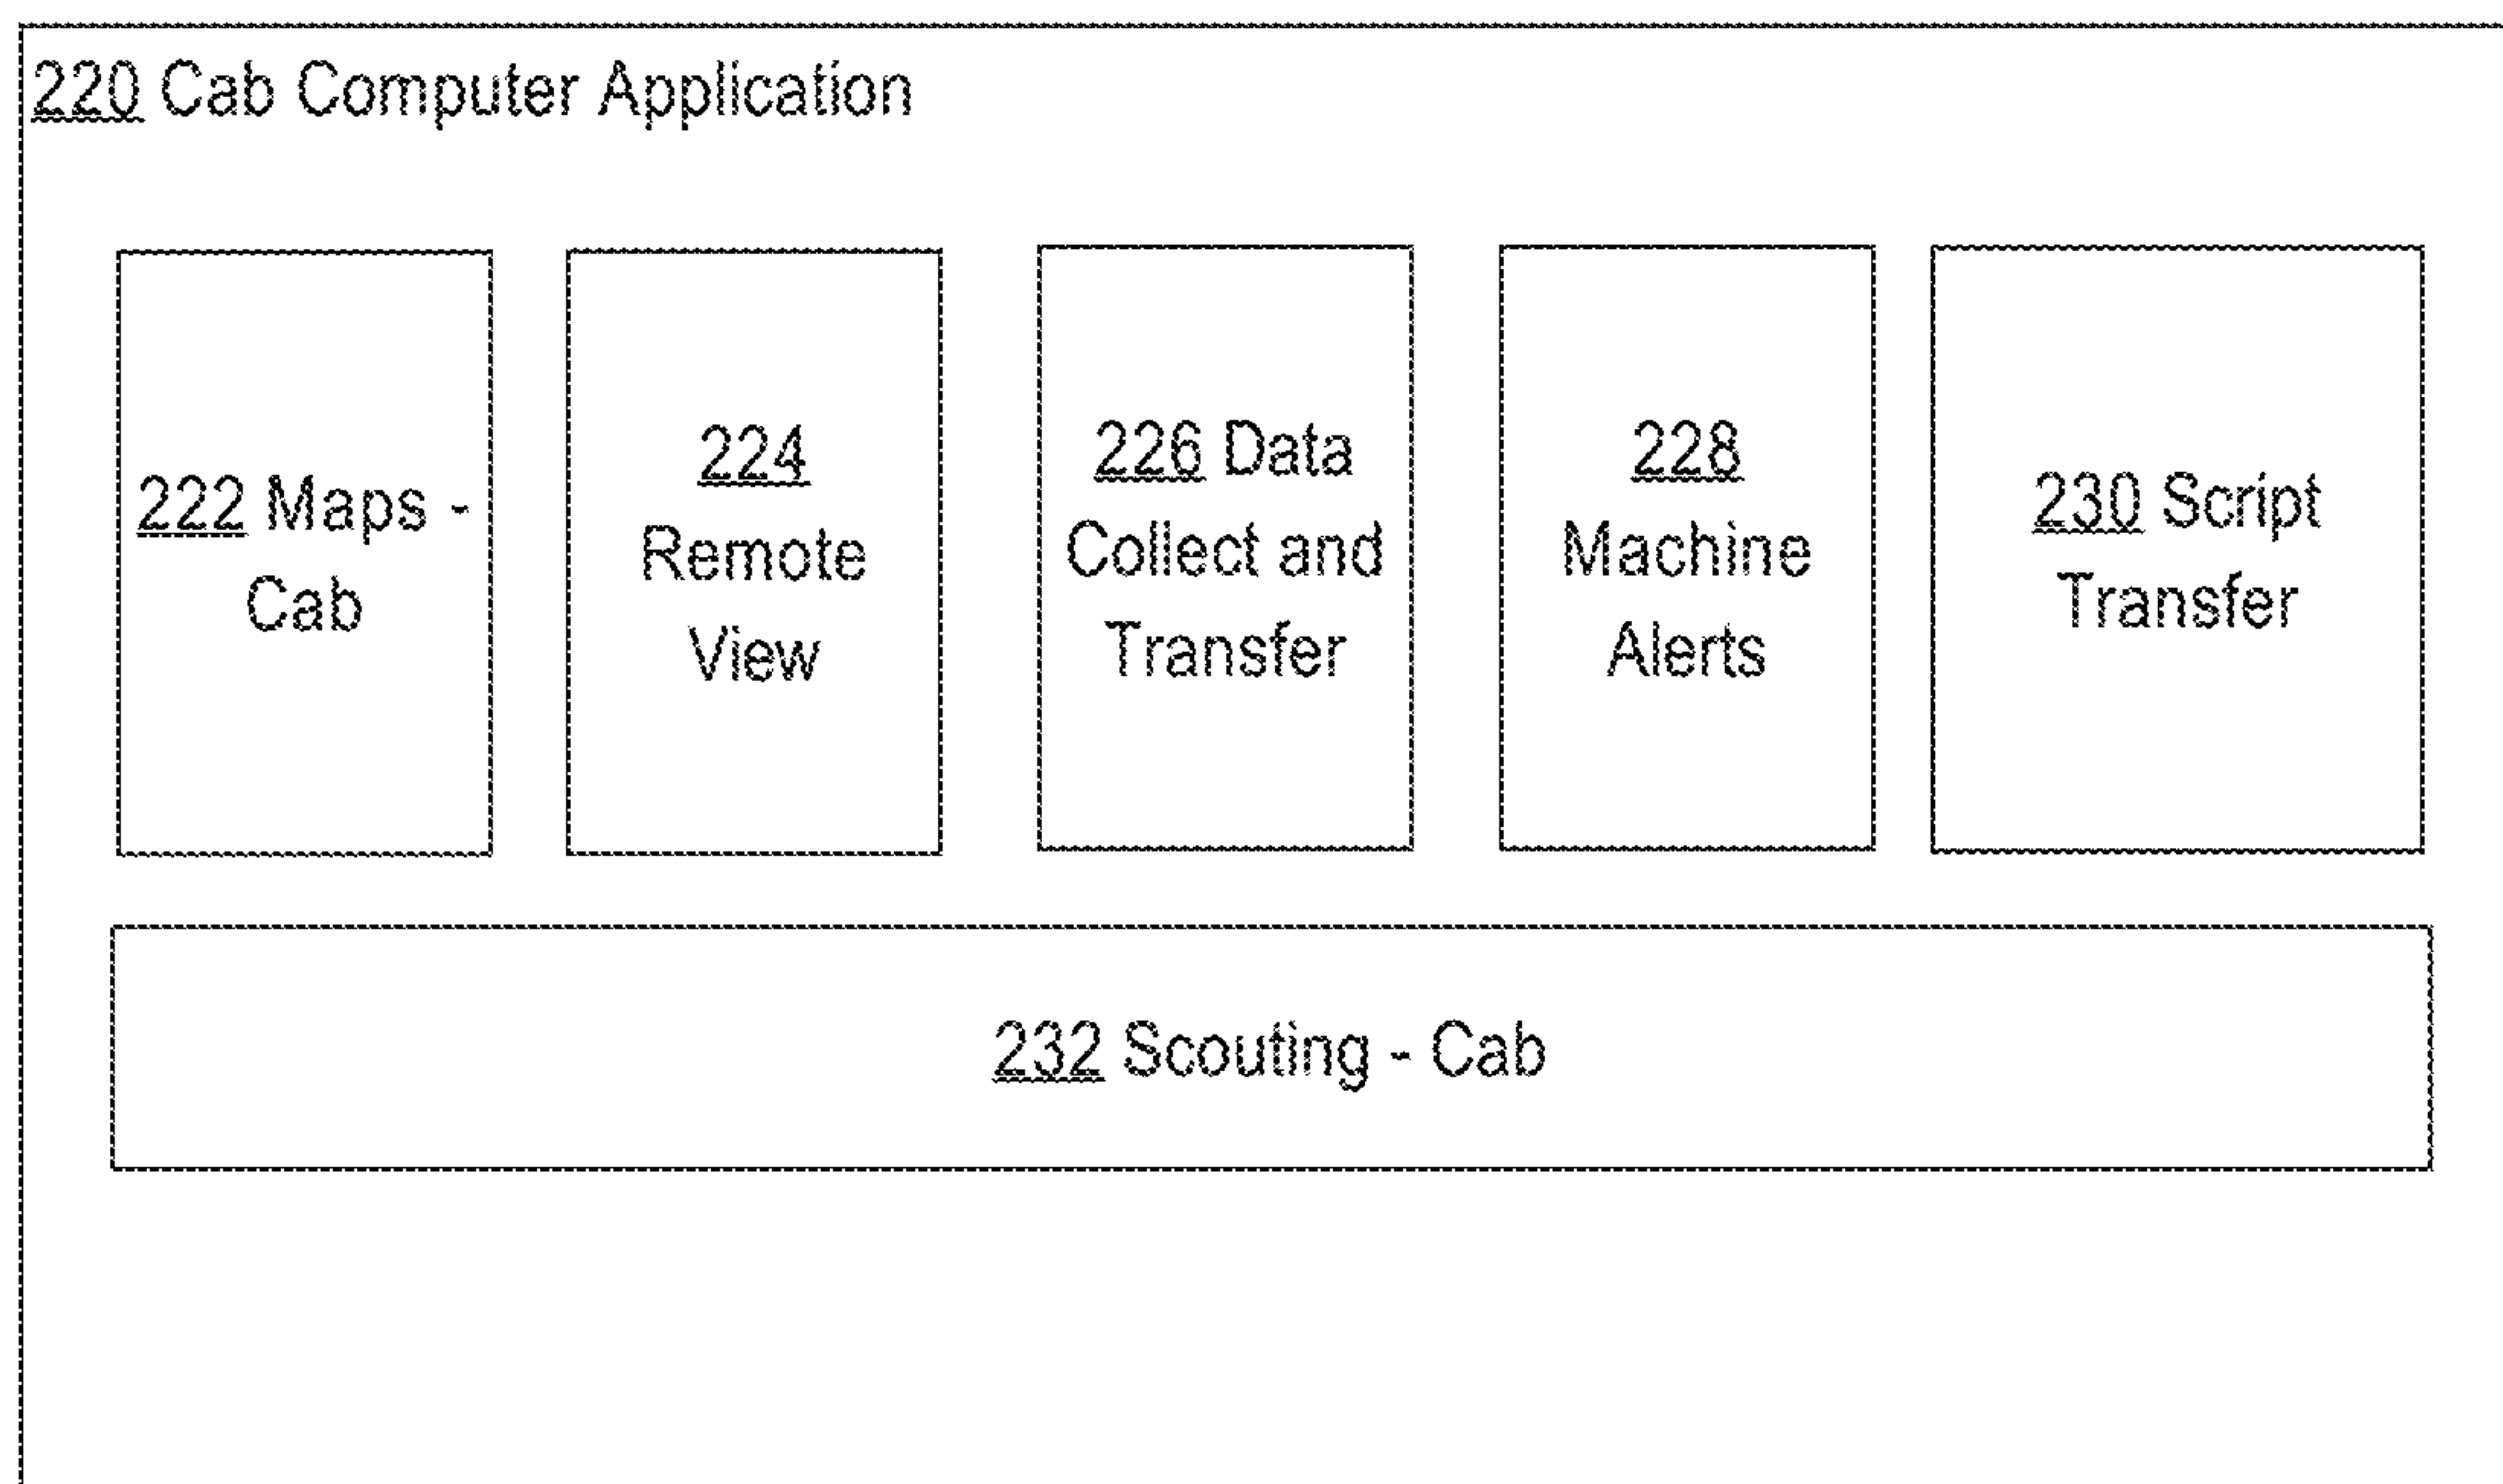 220 Cab Computer Application
222 Maps -
Cab
224
Remote
View
226 Data
Collect and
Transfer
228
Machine
Alerts
230 Script
Transfer
232 Scouting - Cab